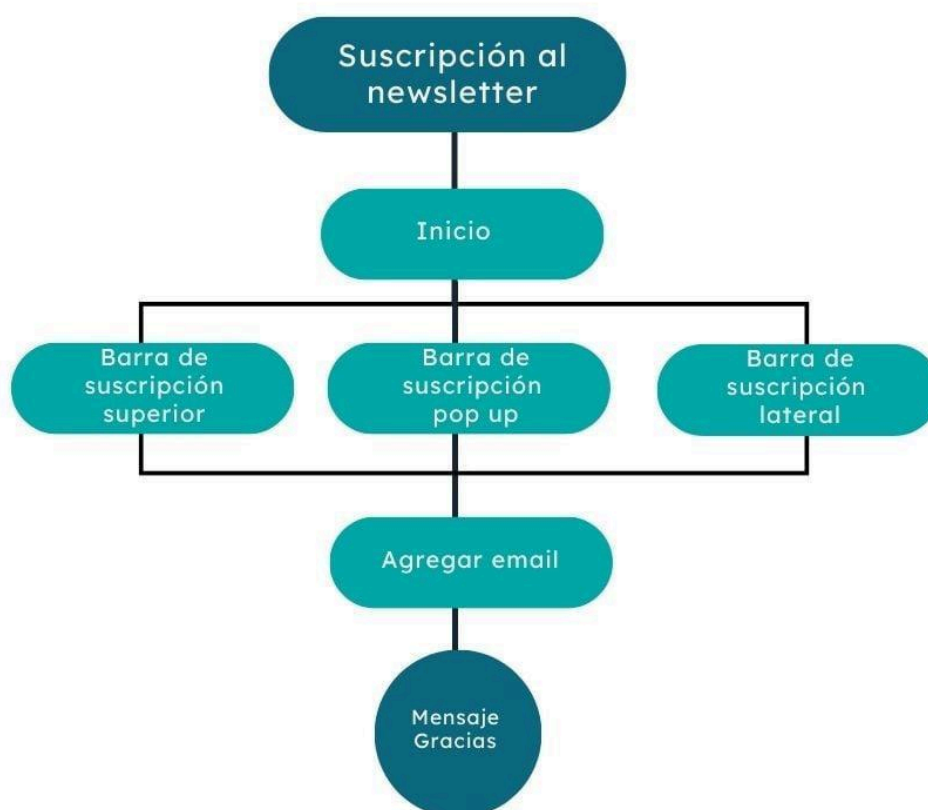 Suscripción al
newsletter
Inicio
Barra de
suscripción
superior
Barra de
suscripción
pop up
Barra de
suscripción
lateral
Agregar email
Mensaje
Gracias